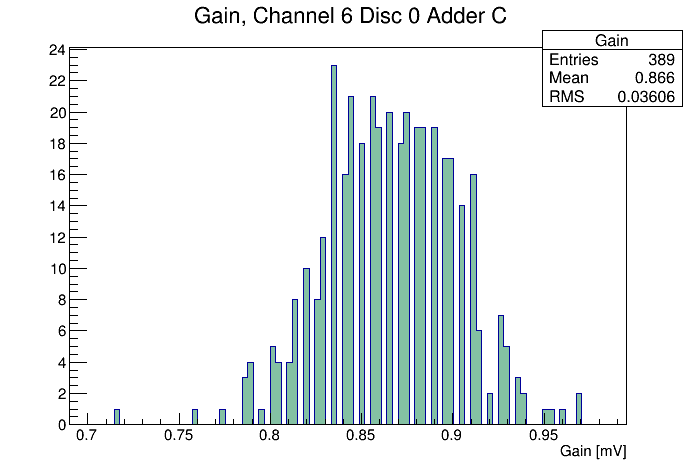 Gain, Channel 6 Disc 0 Adder C
Gain
Entries 389
Mean 0.866
RMS 0.03606
24
22
20
18
16
14
12
10
8
6
4
2
0
0.7 0.75 0.8 0.85 0.9 0.95
Gain [mV]